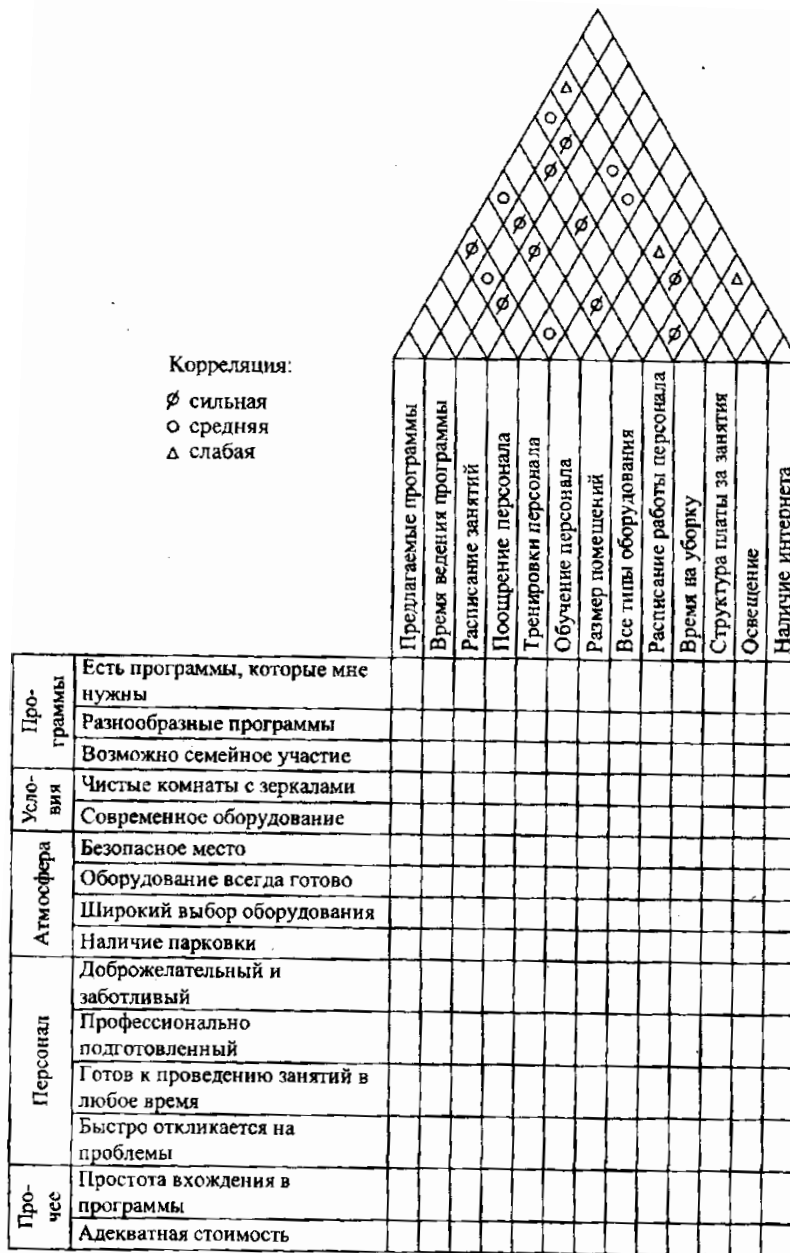 Корреляция:
ø сильная
о средняя
Δ слабая
Предлагаемые программы
Время ведения программы
Расписание занятий
Поощрение персонала
Тренировки персонала
Обучение персонала
Размер помещений
Все типы оборудования
Расписание работы персонала
Время на уборку
Структура платы за занятия
Освещение
Наличие интернета
Про-
граммы
Есть программы, которые мне
нужны
Разнообразные программы
Возможно семейное участие
Усло-
вия
Чистые комнаты с зеркалами
Современное оборудование
Атмосфера
Безопасное место
Оборудование всегда готово
Широкий выбор оборудования
Наличие парковки
Персонал
Доброжелательный и
заботливый
Профессионально
подготовленный
Готов к проведению занятий в
любое время
Быстро откликается на
проблемы
Про-
чее
Простота вхождения в
программы
Адекватная стоимость